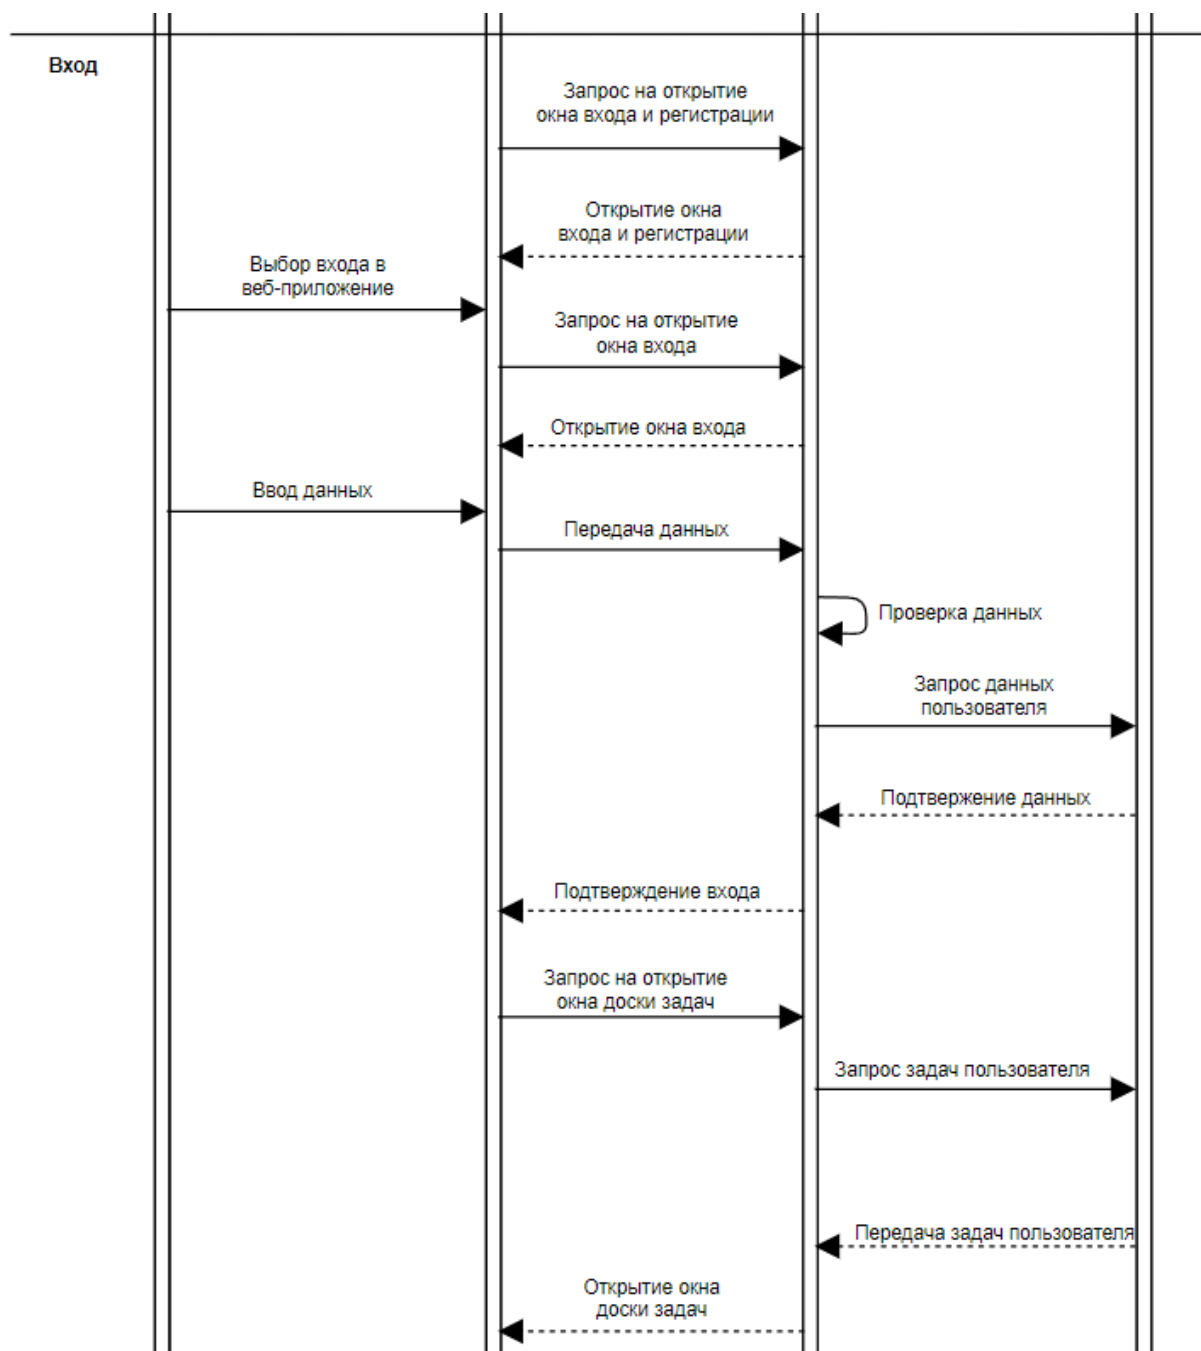 Вход
Запрос на открытие
окна входа и регистрации
Открытие окна
входа и регистрации
Выбор входа в
веб-приложение
Запрос на открытие
окна входа
Открытие окна входа
Ввод данных
Передача данных
Проверка данных
Запрос данных
пользователя
Подтвержение данных
Подтверждение входа
Запрос на открытие
окна доски задач
Запрос задач пользователя
Передача задач пользователя
Открытие окна
доски задач